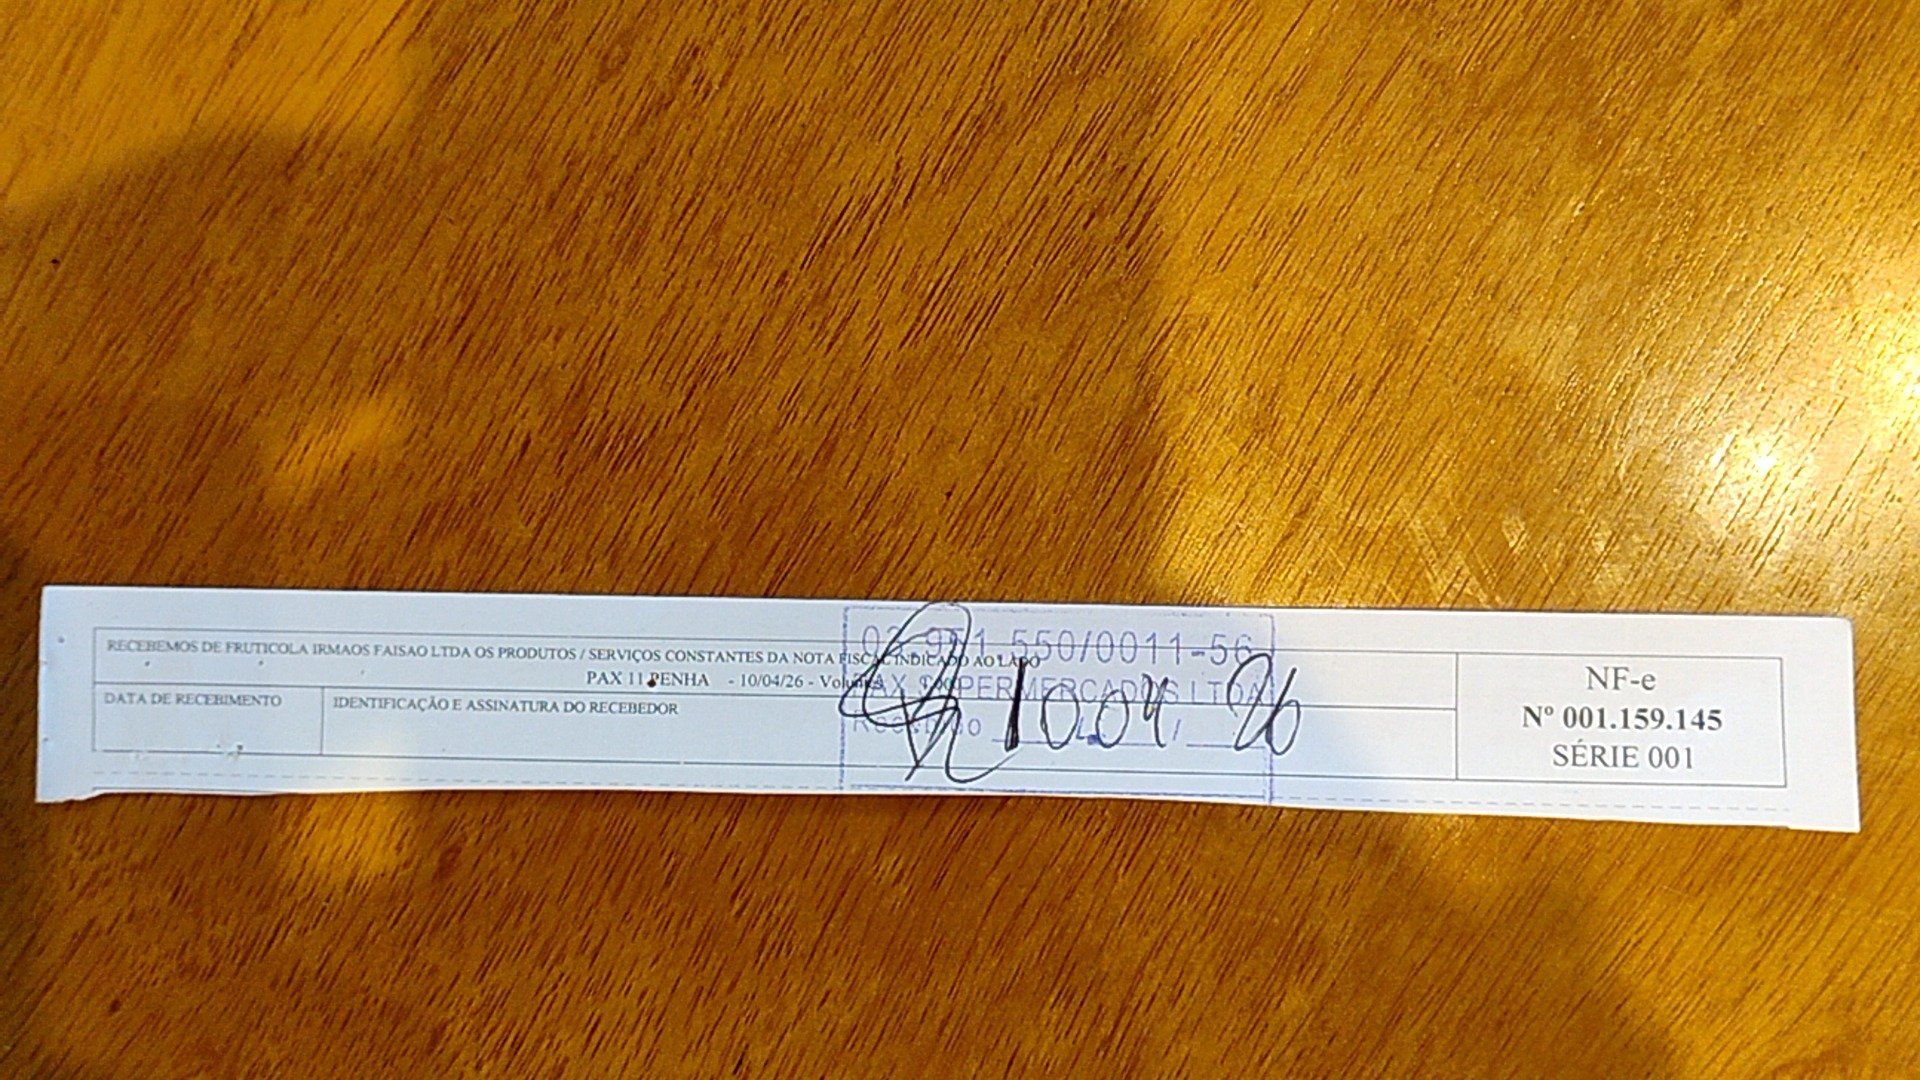 RECEBEMOS DE FRUTICOLA IRMAOS FAISAO LTDA OS PRODUTOS / SERVIÇOS CONSTANTES DA NOTA FISCAL INDICADO AO LADO
PAX 11 PENHA - 10/04/26 -
DATA DE RECEBIMENTO
IDENTIFICAÇÃO E ASSINATURA DO RECEBEDOR
550/0011-56
PAX SUPERMERCADOS LTDA
Recebido
10 04 26
NF-e
Nº 001.159.145
SÉRIE 001